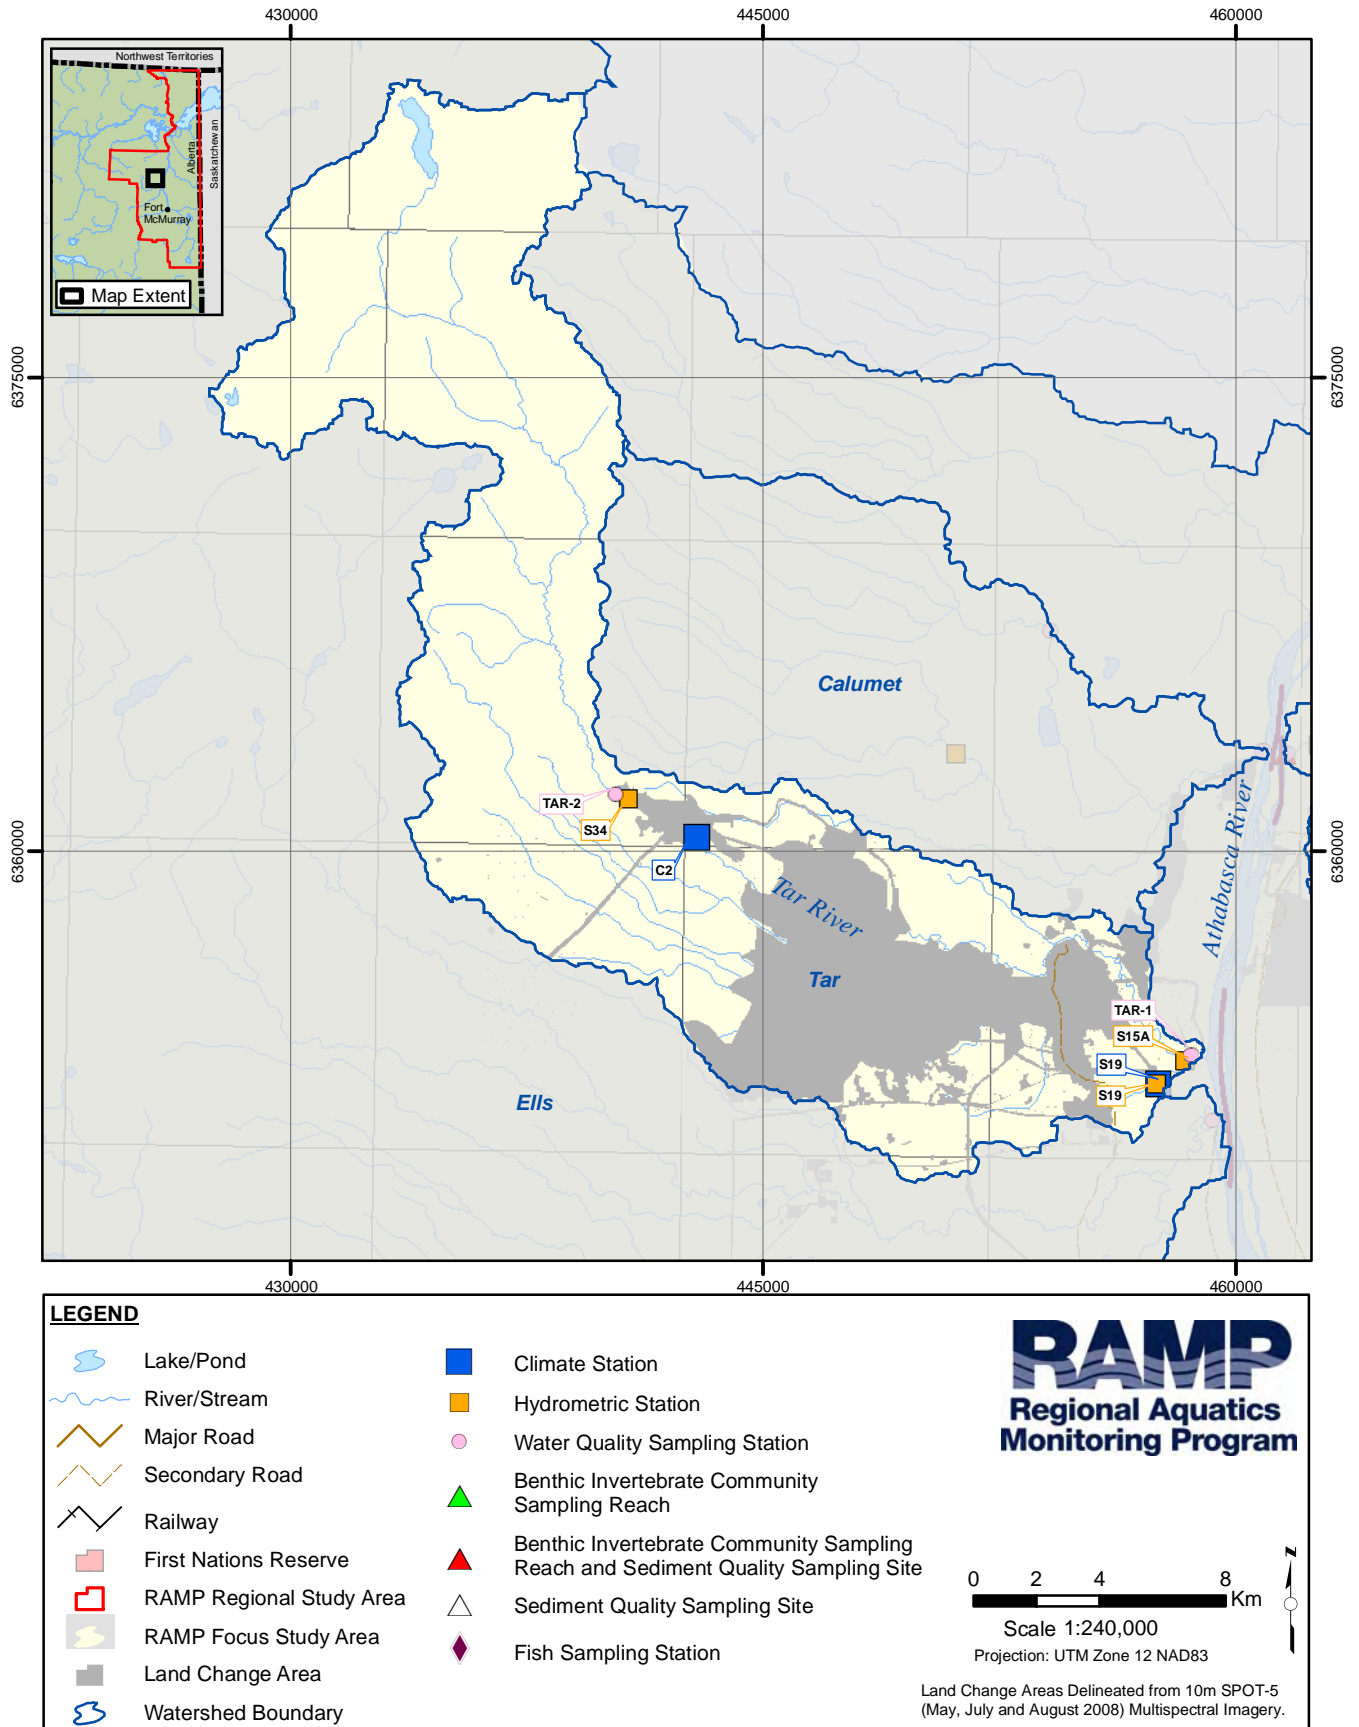 430000
445000
460000
Northwest Territories
Alberta
Saskatchewan
Fort
McMurray
Map Extent
6375000
6375000
Calumet
TAR-2
S34
C2
6360000
6360000
Tar River
Athabasca River
Tar
TAR-1
S15A
S19
S19
Ells
430000
445000
460000
LEGEND
Lake/Pond
River/Stream
Major Road
Secondary Road
Railway
First Nations Reserve
RAMP Regional Study Area
RAMP Focus Study Area
Land Change Area
Watershed Boundary
Climate Station
Hydrometric Station
Water Quality Sampling Station
Benthic Invertebrate Community
Sampling Reach
Benthic Invertebrate Community Sampling
Reach and Sediment Quality Sampling Site
Sediment Quality Sampling Site
Fish Sampling Station
RAMP
Regional Aquatics
Monitoring Program
0 2 4 8
Km
Scale 1:240,000
Projection: UTM Zone 12 NAD83
N
Land Change Areas Delineated from 10m SPOT-5
(May, July and August 2008) Multispectral Imagery.